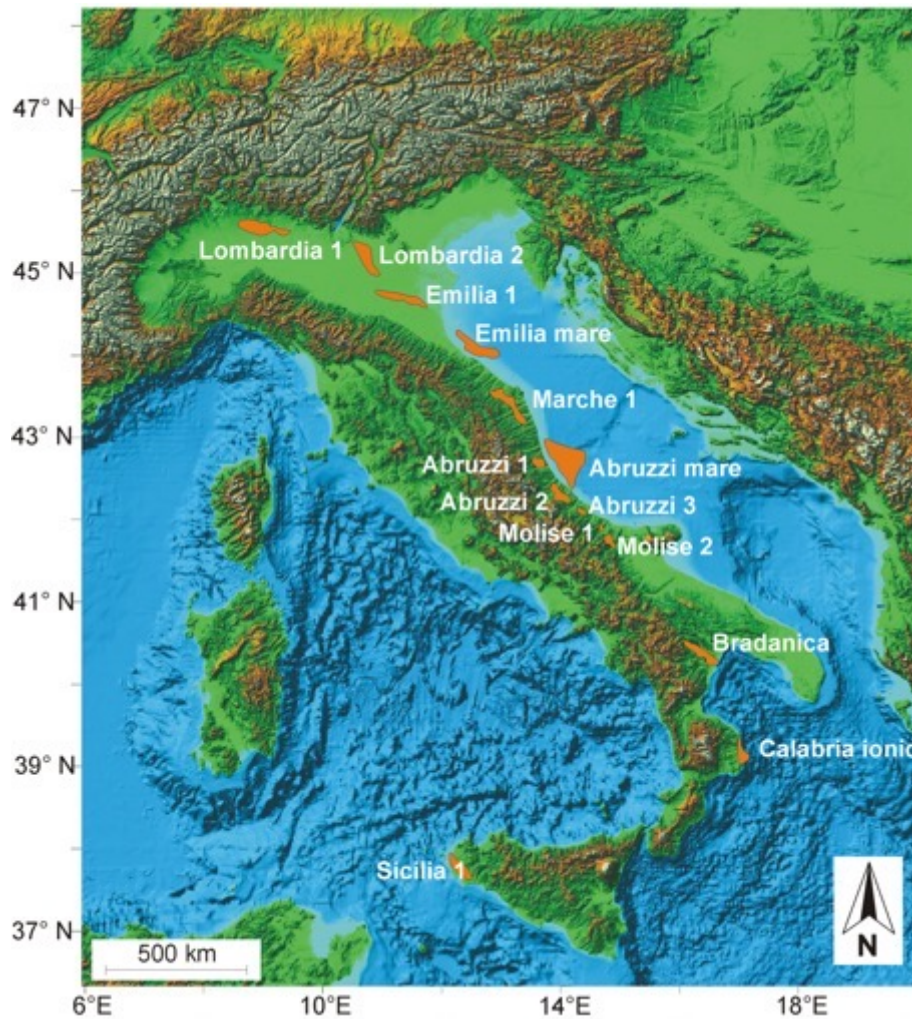 47° N
Lombardia 1
Lombardia 2
45° N
Emilia 1
Emilia mare
Marche 1
43° N
Abruzzi 1
Abruzzi mare
Abruzzi 2
Abruzzi 3
Molise 1
Molise 2
41° N
Bradanica
39° N
Calabria ionic
Sicilia 1
37° N
500 km
N
6°E
10°E
14°E
18°E